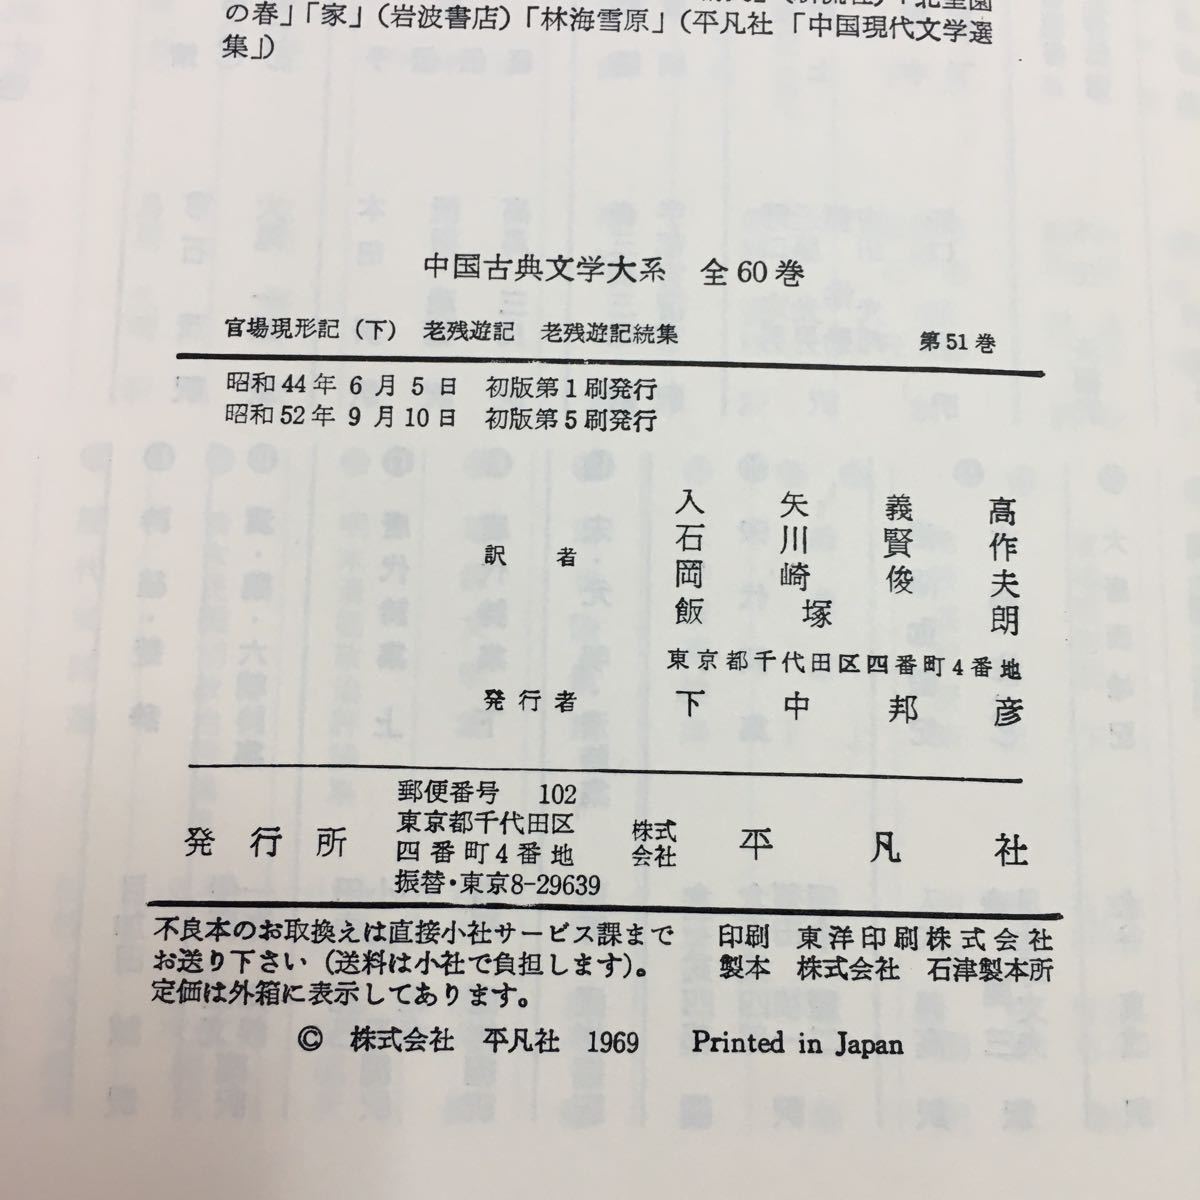 の春」「家」（岩波書店）「林海雪原」（平凡社 「中国現代文学選
集」）
中国古典文学大系 全60巻
官場現形記（下） 老残遊記 老残遊記続集 第51巻
昭和44年6月5日 初版第1刷発行
昭和52年9月10日 初版第5刷発行
訳者
入矢義高
石川賢作
岡崎俊夫
飯塚朗
東京都千代田区四番町4番地
発行者 下中邦彦
発行所
郵便番号 102
東京都千代田区
四番町4番地
振替・東京8-29639
株式会社 平凡社
不良本のお取換えは直接小社サービス課まで
お送り下さい（送料は小社で負担します）。
定価は外箱に表示してあります。
印刷 東洋印刷株式会社
製本 株式会社 石津製本所
© 株式会社 平凡社 1969 Printed in Japan